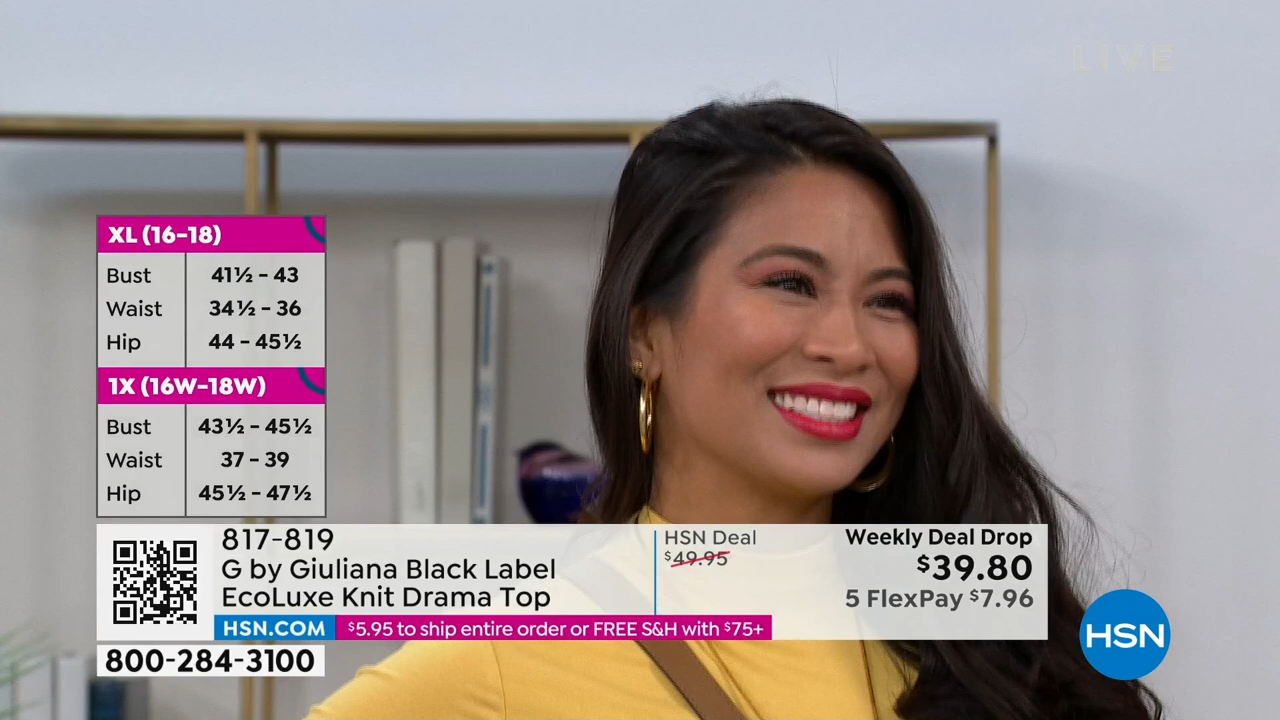 LIVE
XL (16-18)
Bust 41½ - 43
Waist 34½ - 36
Hip 44 - 45½
1X (16W-18W)
Bust 43½ - 45½
Waist 37 - 39
Hip 45½ - 47½
817-819
G by Giuliana Black Label
EcoLuxe Knit Drama Top
HSN Deal
$49.95
Weekly Deal Drop
$39.80
5 FlexPay $7.96
HSN.COM $5.95 to ship entire order or FREE S&H with $75+
800-284-3100
HSN